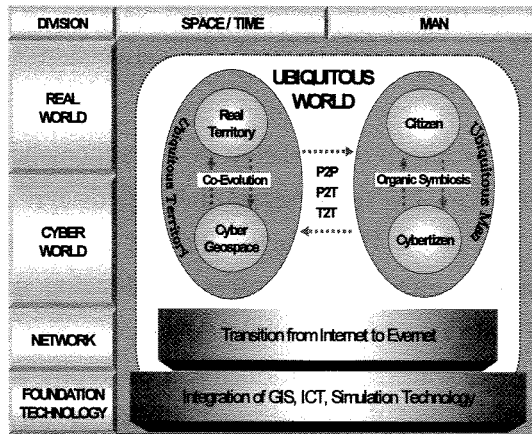 DIVISION
SPACE / TIME
MAN
REAL
WORLD
CYBER
WORLD
NETWORK
FOUNDATION
TECHNOLOGY
UBIQUITOUS
WORLD
Ubiquitous Territory
Real
Territory
Co-Evolution
Cyber
Geospace
P2P
P2T
T2T
Ubiquitous Man
Citizen
Organic Symbiosis
Cybertizen
Transition from Internet to Evernet
Integration of GIS, ICT, Simulation Technology